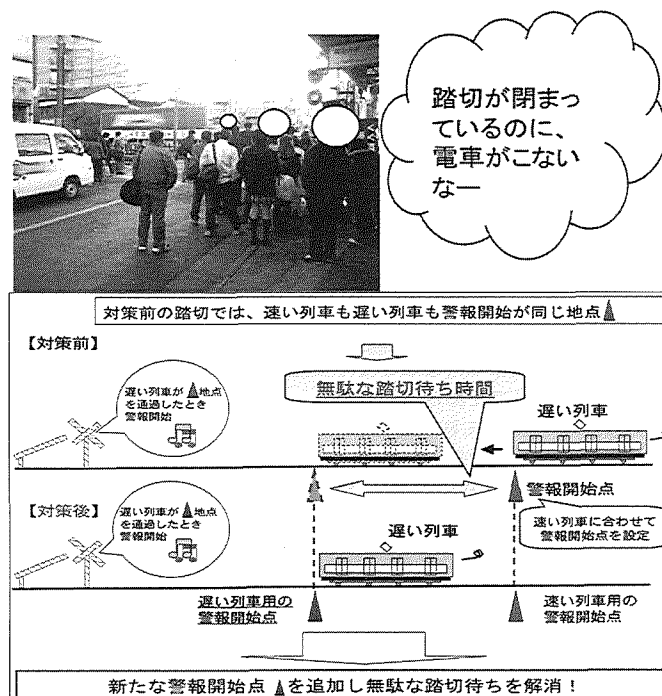 踏切が閉まっ
ているのに、
電車がこない
なー
対策前の踏切では、速い列車も遅い列車も警報開始が同じ地点▲
【対策前】
遅い列車が▲地点
を通過したとき
警報開始
無駄な踏切待ち時間
遅い列車
警報開始点
速い列車に合わせて
警報開始点を設定
【対策後】
遅い列車が▲地点
を通過したとき
警報開始
遅い列車
遅い列車用の
警報開始点
速い列車用の
警報開始点
新たな警報開始点▲を追加し無駄な踏切待ちを解消！